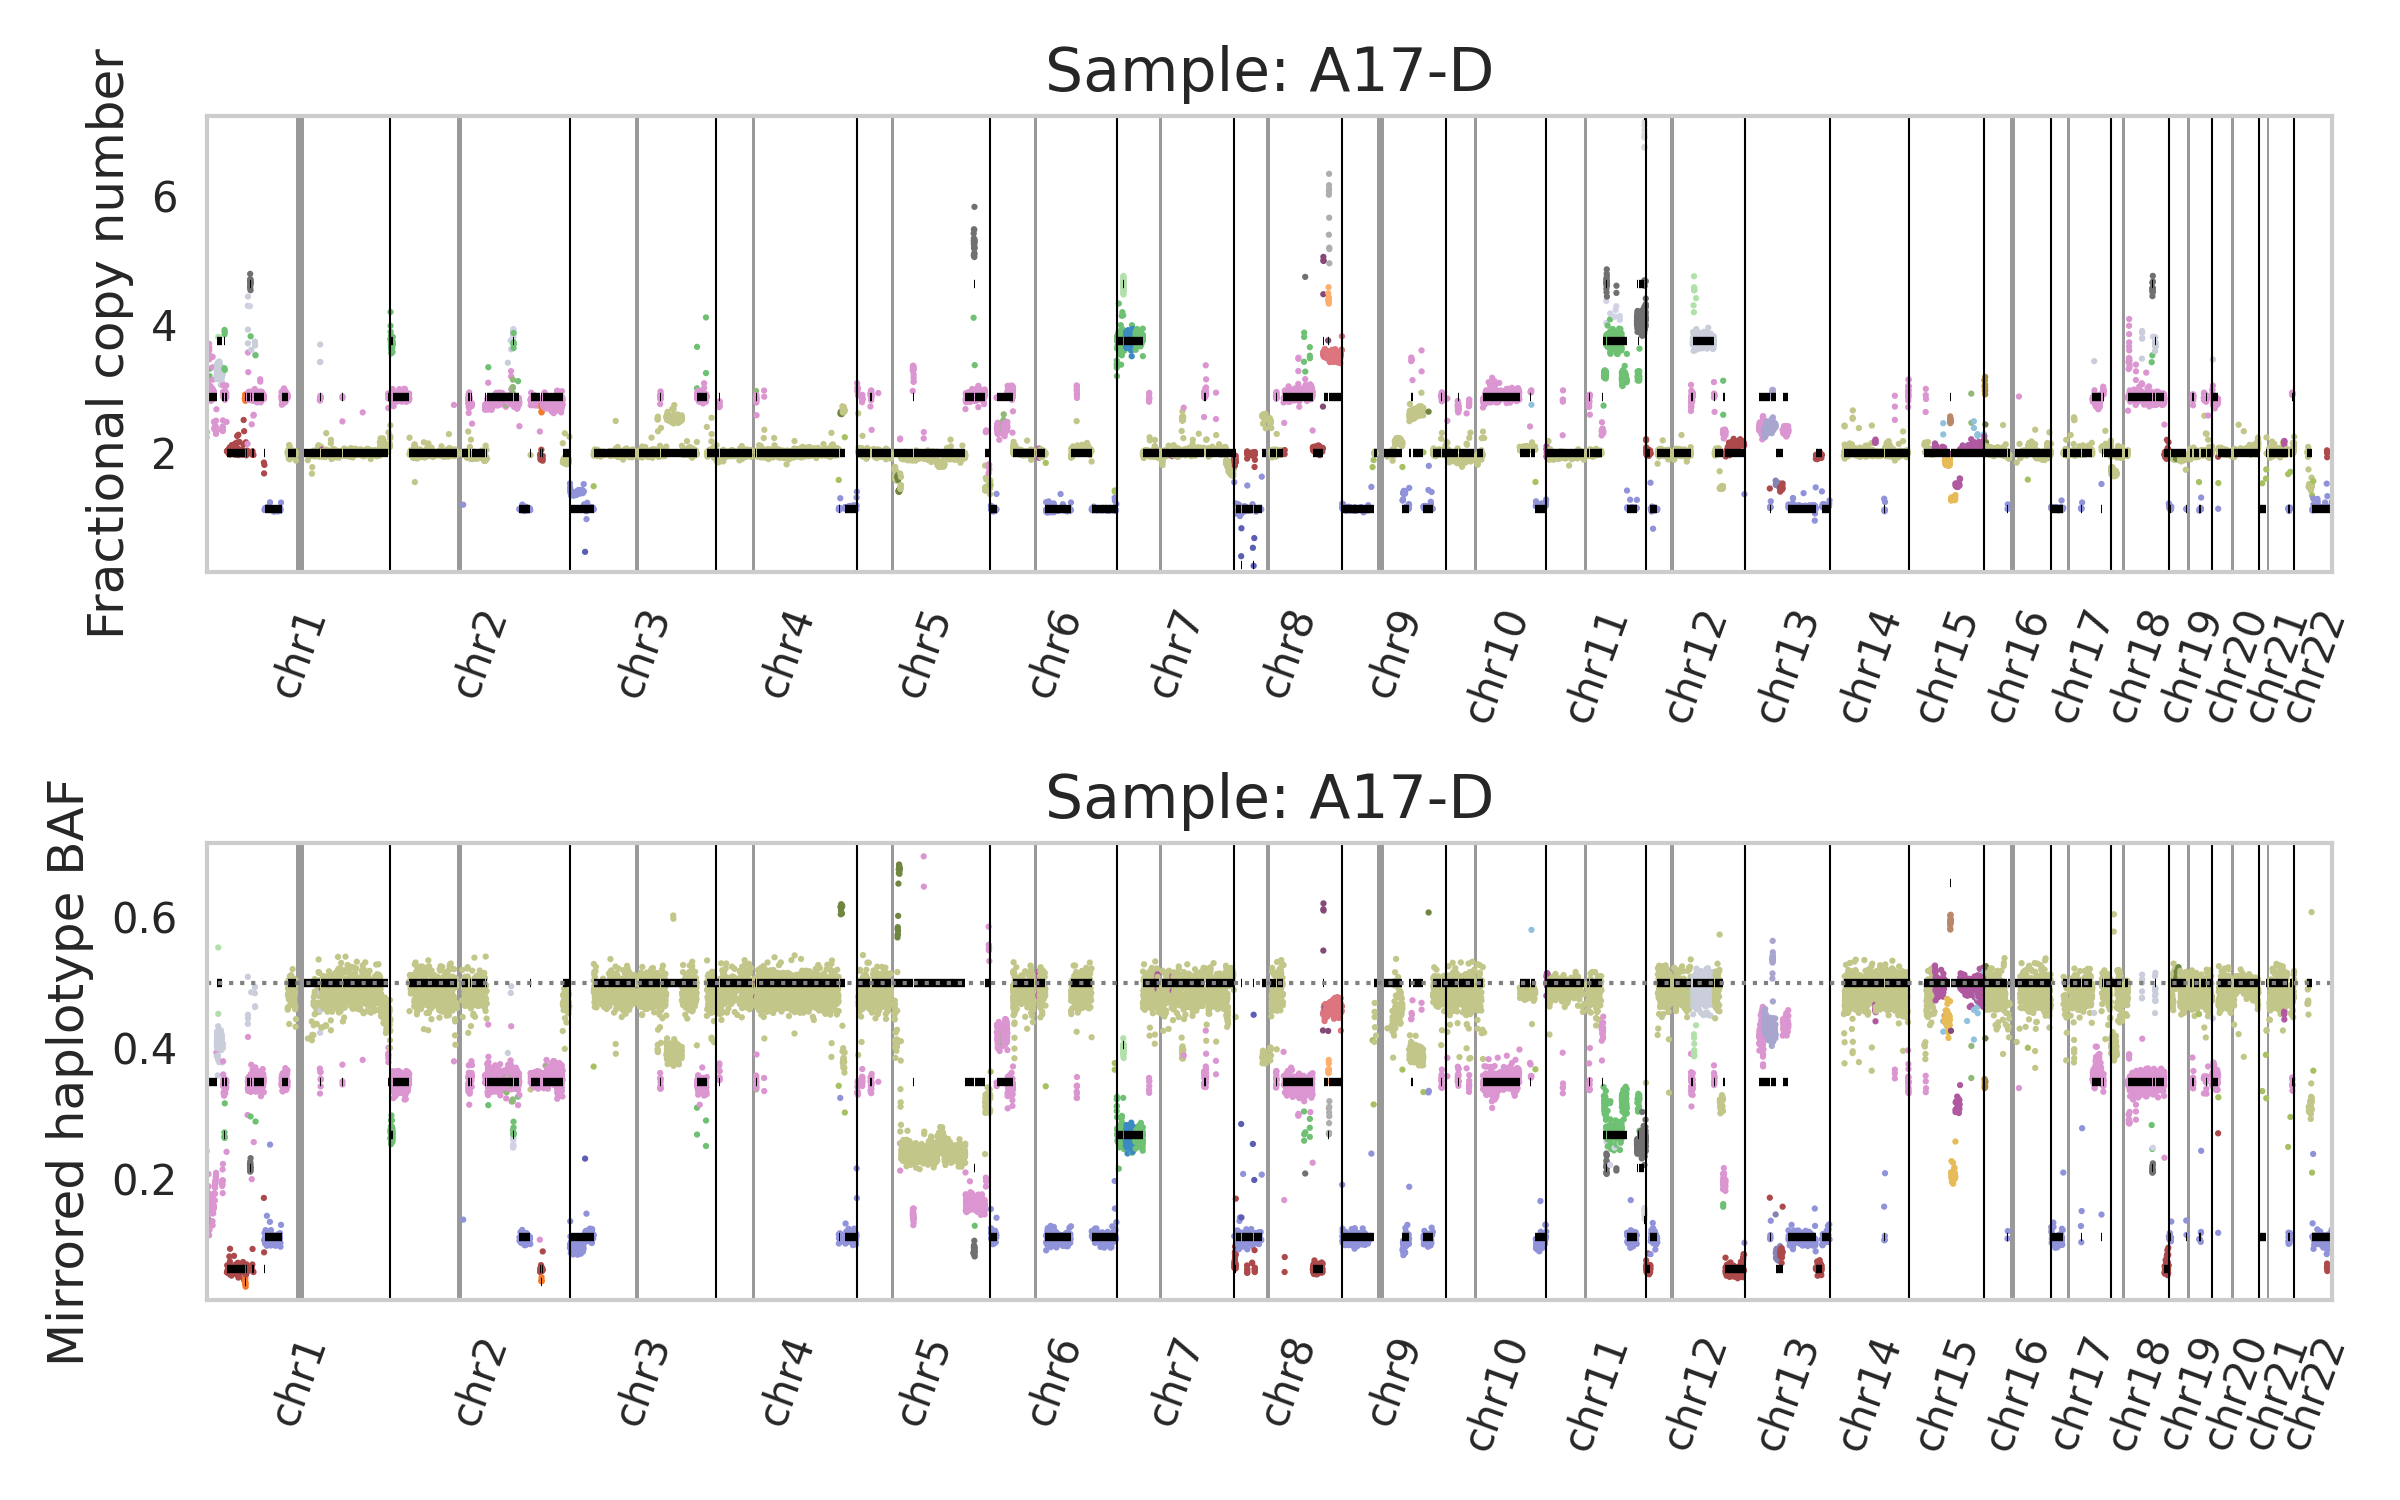 Sample: A17-D
Fractional copy number
6
4
2
chr1 chr2 chr3 chr4 chr5 chr6 chr7 chr8 chr9 chr10 chr11 chr12 chr13 chr14 chr15 chr16 chr17 chr18 chr19 chr20 chr21 chr22
Sample: A17-D
Mirrored haplotype BAF
0.6
0.4
0.2
chr1 chr2 chr3 chr4 chr5 chr6 chr7 chr8 chr9 chr10 chr11 chr12 chr13 chr14 chr15 chr16 chr17 chr18 chr19 chr20 chr21 chr22